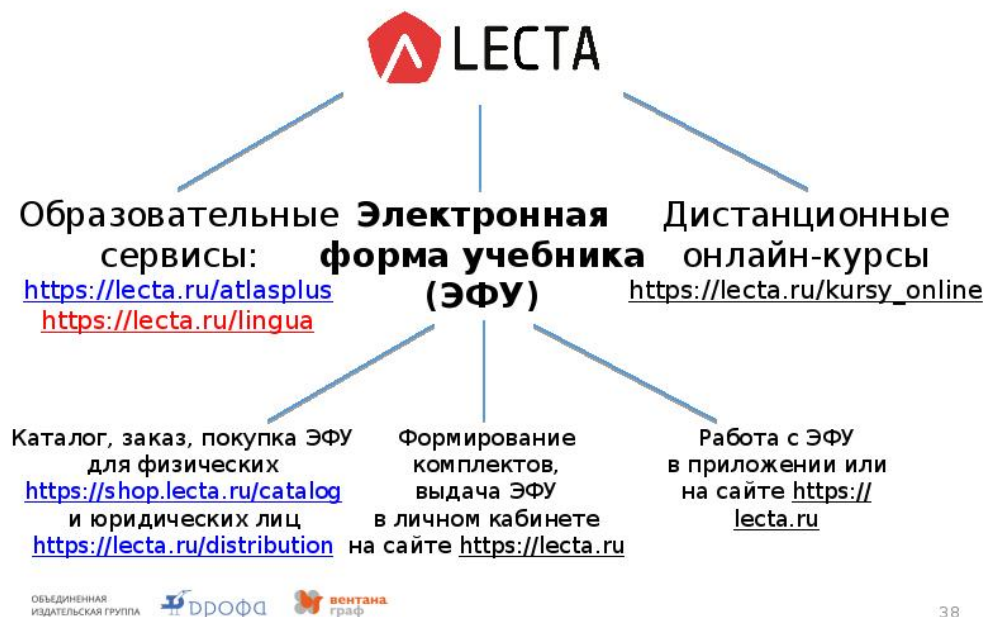 LECTA
Образовательные
сервисы:
https://lecta.ru/atlasplus
https://lecta.ru/lingua
Электронная
форма учебника
(ЭФУ)
Дистанционные
онлайн-курсы
https://lecta.ru/kursy_online
Каталог, заказ, покупка ЭФУ
для физических
https://shop.lecta.ru/catalog
и юридических лиц
https://lecta.ru/distribution
Формирование
комплектов,
выдача ЭФУ
в личном кабинете
на сайте https://lecta.ru
Работа с ЭФУ
в приложении или
на сайте https://
lecta.ru
ОБЪЕДИНЕННАЯ
ИЗДАТЕЛЬСКАЯ ГРУППА
дрофа
вентана
граф
38